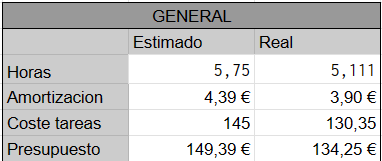 GENERAL
Estimado Real
Horas 5,75 5,111
Amortizacion 4,39 € 3,90 €
Coste tareas 145 130,35
Presupuesto 149,39 € 134,25 €